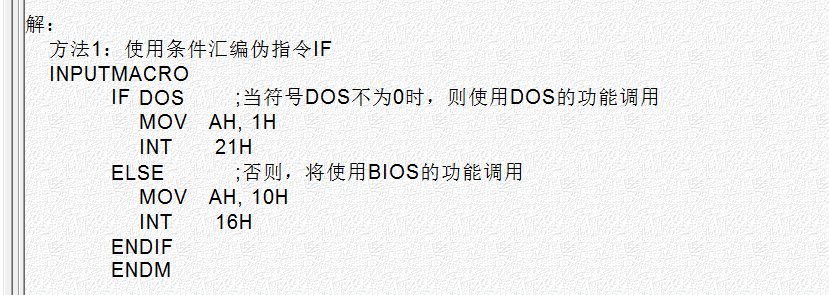 解：
方法1：使用条件汇编伪指令IF
INPUTMACRO
IF DOS ;当符号DOS不为0时，则使用DOS的功能调用
MOV AH, 1H
INT 21H
ELSE ;否则，将使用BIOS的功能调用
MOV AH, 10H
INT 16H
ENDIF
ENDM